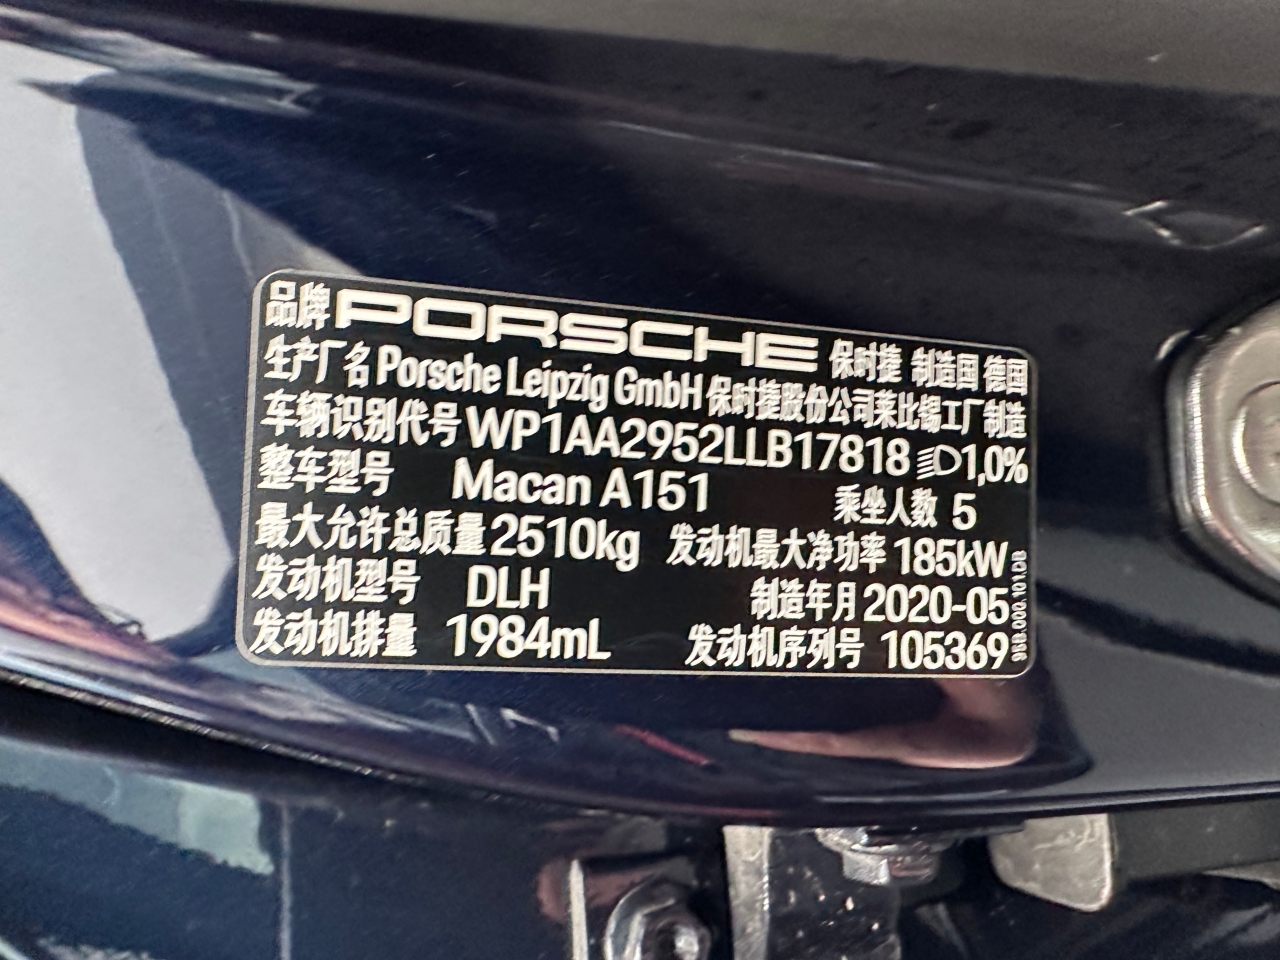 品牌 PORSCHE 保时捷 制造国 德国
生产厂名 Porsche Leipzig GmbH 保时捷股份公司莱比锡工厂制造
车辆识别代号 WP1AA2952LLB17818 1,0%
整车型号 Macan A151 乘坐人数 5
最大允许总质量 2510kg 发动机最大净功率 185kW
发动机型号 DLH 制造年月 2020-05
发动机排量 1984mL 发动机序列号 105369
95B.000.101.DB